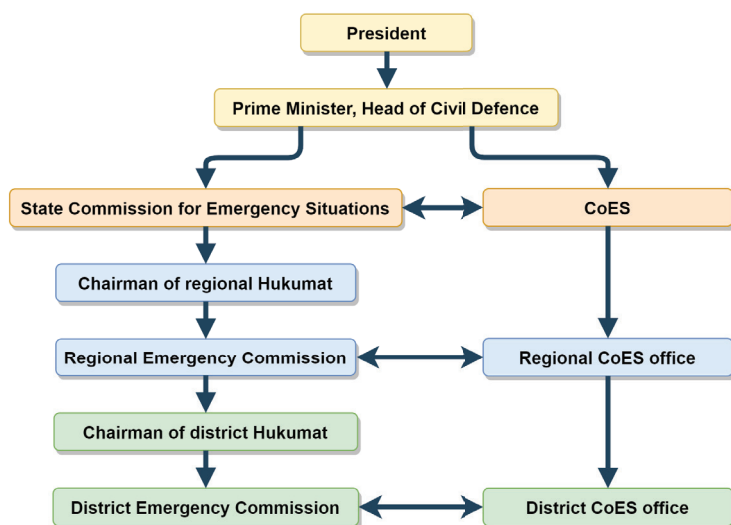 President
Prime Minister, Head of Civil Defence
State Commission for Emergency Situations
CoES
Chairman of regional Hukumat
Regional Emergency Commission
Regional CoES office
Chairman of district Hukumat
District Emergency Commission
District CoES office